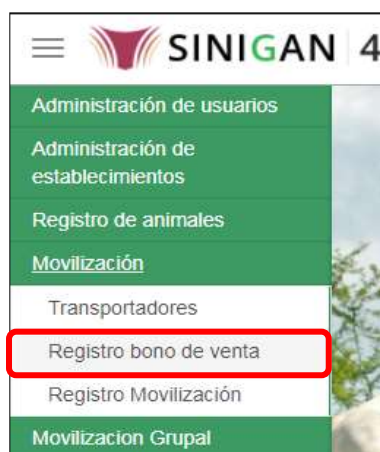 SINIGAN 4
Administración de usuarios
Administración de
establecimientos
Registro de animales
Movilización
Transportadores
Registro bono de venta
Registro Movilización
Movilizacion Grupal